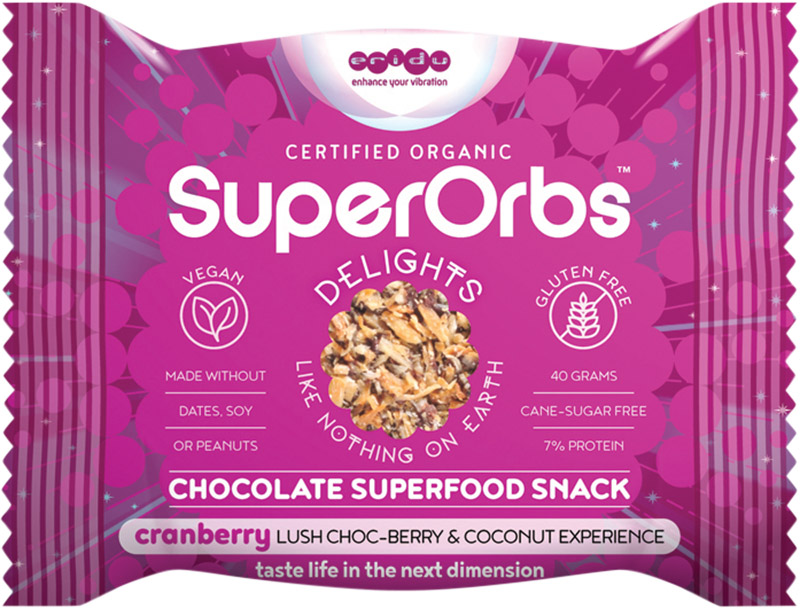 eridu
enhance your vibration
CERTIFIED ORGANIC
SuperOrbs™
DELIGHTS
LIKE NOTHING ON EARTH
VEGAN
MADE WITHOUT
DATES, SOY
OR PEANUTS
GLUTEN FREE
40 GRAMS
CANE-SUGAR FREE
7% PROTEIN
CHOCOLATE SUPERFOOD SNACK
cranberry LUSH CHOC-BERRY & COCONUT EXPERIENCE
taste life in the next dimension